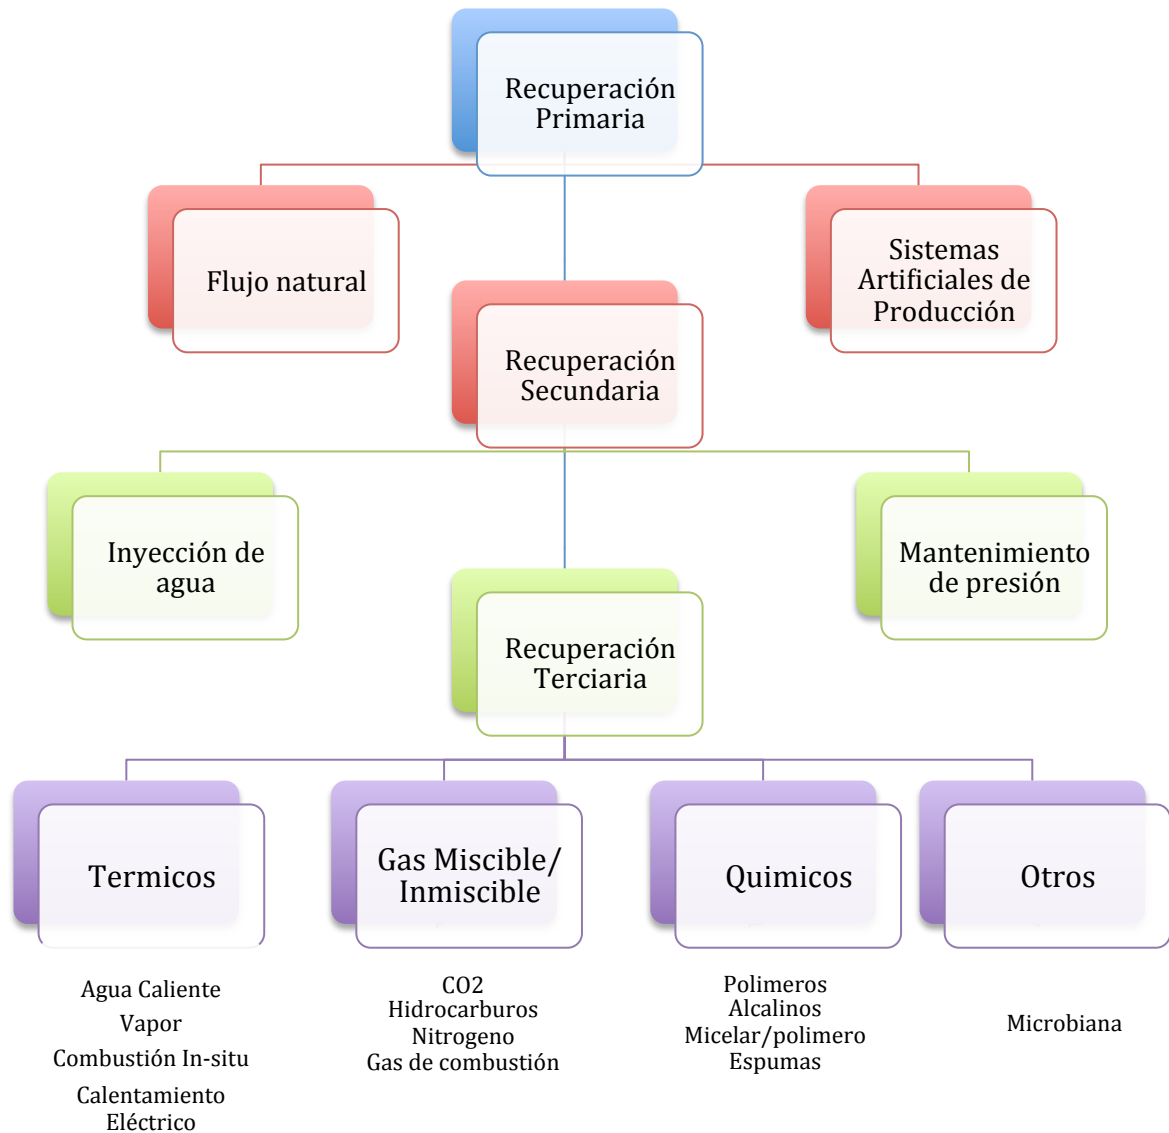 Recuperación
Primaria
Flujo natural
Sistemas
Artificiales de
Producción
Recuperación
Secundaria
Inyección de
agua
Mantenimiento
de presión
Recuperación
Terciaria
Termicos
Gas Miscible/
Inmiscible
Quimicos
Otros
Agua Caliente
Vapor
Combustión In-situ
Calentamiento
Eléctrico
CO2
Hidrocarburos
Nitrogeno
Gas de combustión
Polimeros
Alcalinos
Micelar/polimero
Espumas
Microbiana